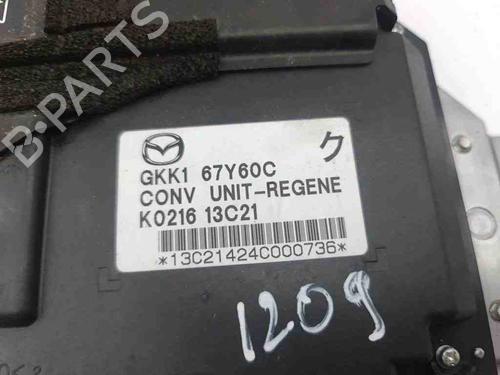 ク
GKK1 67Y60C
CONV UNIT-REGENE
K0216 13C21
*13C21424C000736*
1209
B-PARTS